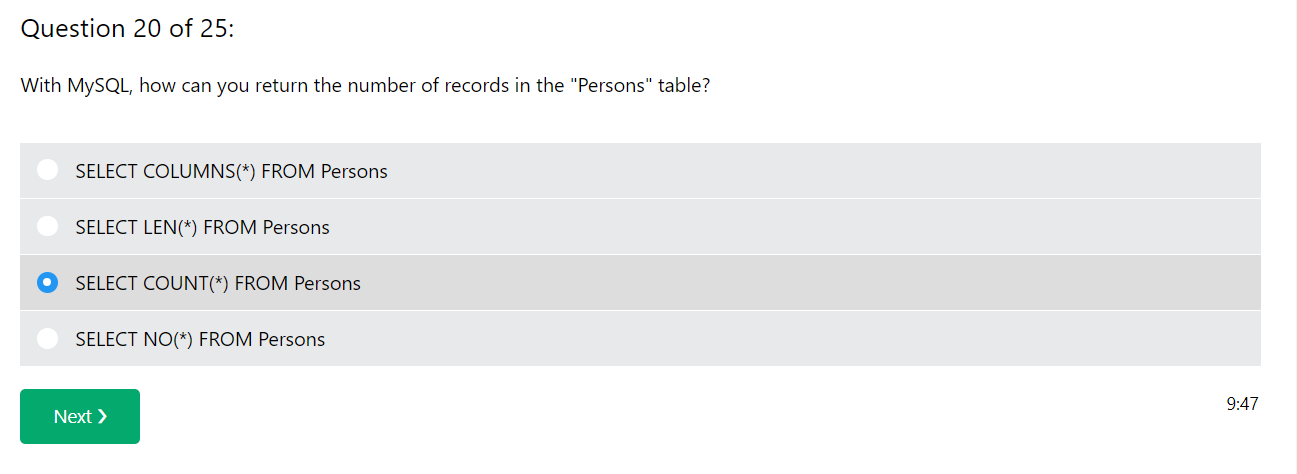 Question 20 of 25:
With MySQL, how can you return the number of records in the "Persons" table?
SELECT COLUMNS(*) FROM Persons
SELECT LEN(*) FROM Persons
SELECT COUNT(*) FROM Persons
SELECT NO(*) FROM Persons
Next ❯
9:47